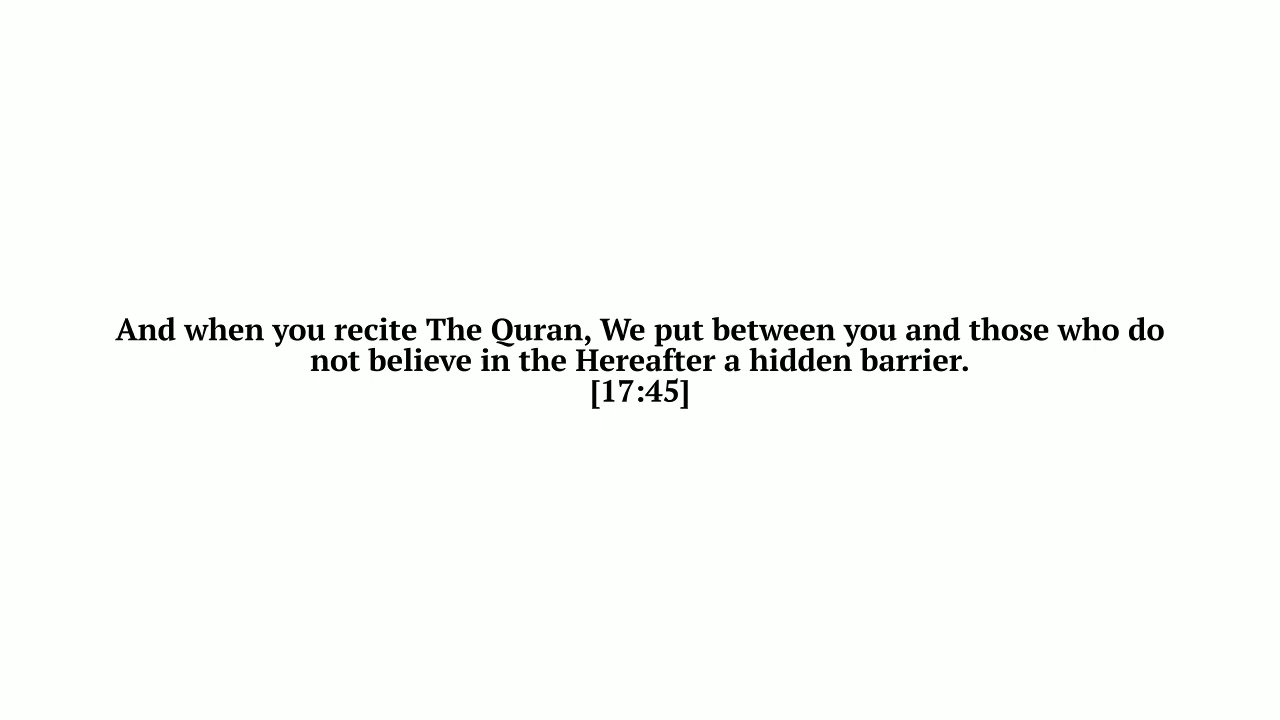 And when you recite The Quran, We put between you and those who do
not believe in the Hereafter a hidden barrier.
[17:45]